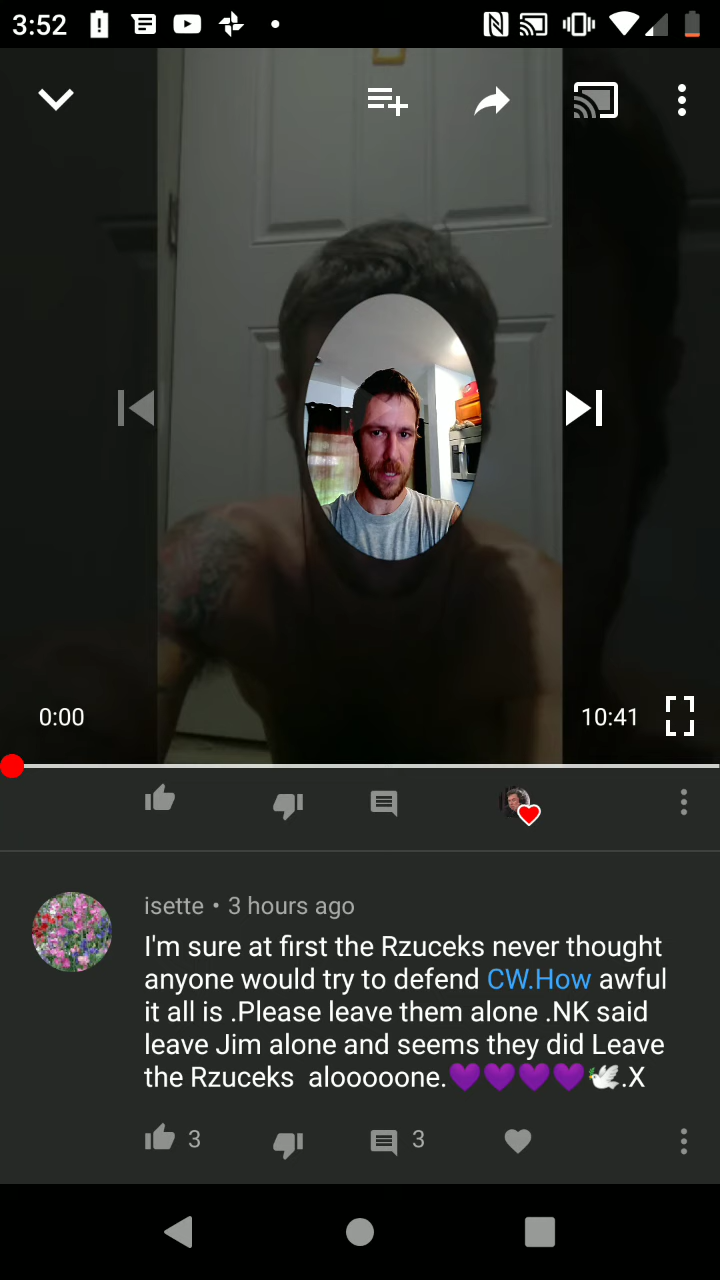 3:52
0:00
10:41
isette • 3 hours ago
I'm sure at first the Rzuceks never thought
anyone would try to defend CW.How awful
it all is .Please leave them alone .NK said
leave Jim alone and seems they did Leave
the Rzuceks  alooooone.💜💜💜💜🕊.X
3
3